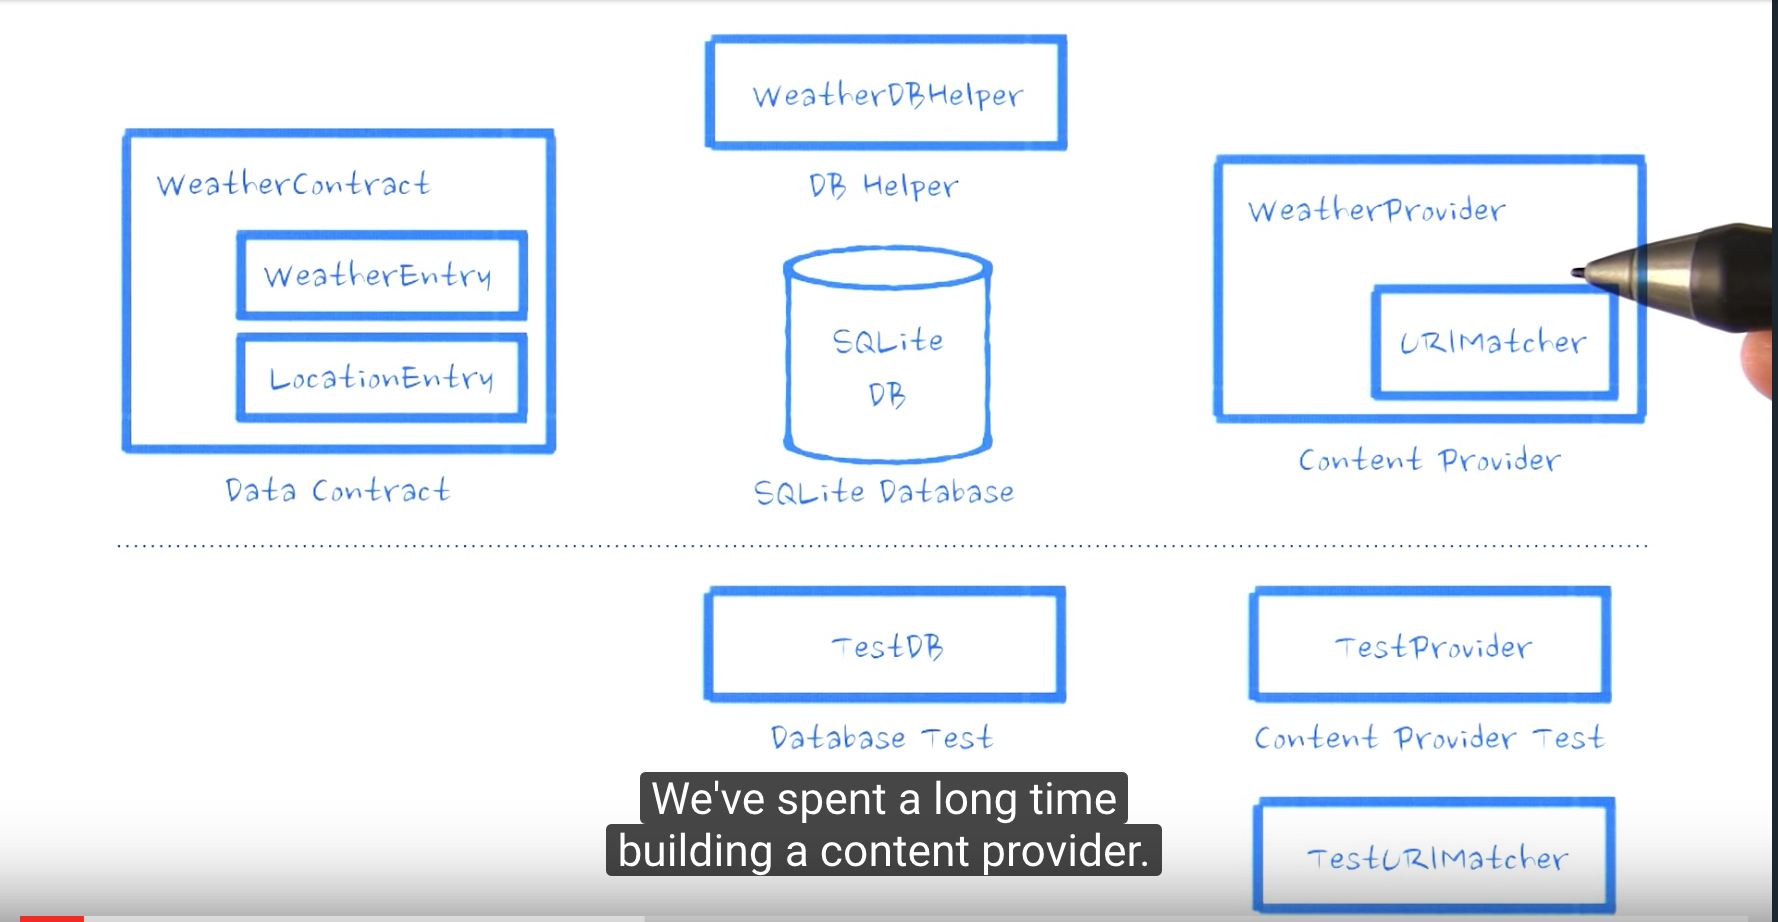 WeatherDBHelper
DB Helper
WeatherContract
WeatherEntry
LocationEntry
Data Contract
SQLite
DB
SQLite Database
WeatherProvider
URIMatcher
Content Provider
TestDB
Database Test
TestProvider
Content Provider Test
TestURIMatcher
We've spent a long time
building a content provider.